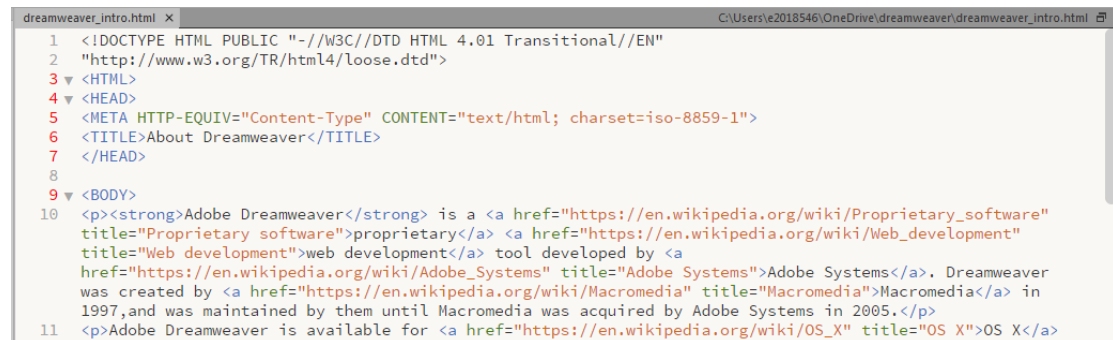 dreamweaver_intro.html × C:\Users\e2018546\OneDrive\dreamweaver\dreamweaver_intro.html
1 <!DOCTYPE HTML PUBLIC "-//W3C//DTD HTML 4.01 Transitional//EN"
2 "http://www.w3.org/TR/html4/loose.dtd">
3 <HTML>
4 <HEAD>
5 <META HTTP-EQUIV="Content-Type" CONTENT="text/html; charset=iso-8859-1">
6 <TITLE>About Dreamweaver</TITLE>
7 </HEAD>
8
9 <BODY>
10 <p><strong>Adobe Dreamweaver</strong> is a <a href="https://en.wikipedia.org/wiki/Proprietary_software"
title="Proprietary software">proprietary</a> <a href="https://en.wikipedia.org/wiki/Web_development"
title="Web development">web development</a> tool developed by <a
href="https://en.wikipedia.org/wiki/Adobe_Systems" title="Adobe Systems">Adobe Systems</a>. Dreamweaver
was created by <a href="https://en.wikipedia.org/wiki/Macromedia" title="Macromedia">Macromedia</a> in
1997,and was maintained by them until Macromedia was acquired by Adobe Systems in 2005.</p>
11 <p>Adobe Dreamweaver is available for <a href="https://en.wikipedia.org/wiki/OS_X" title="OS X">OS X</a>